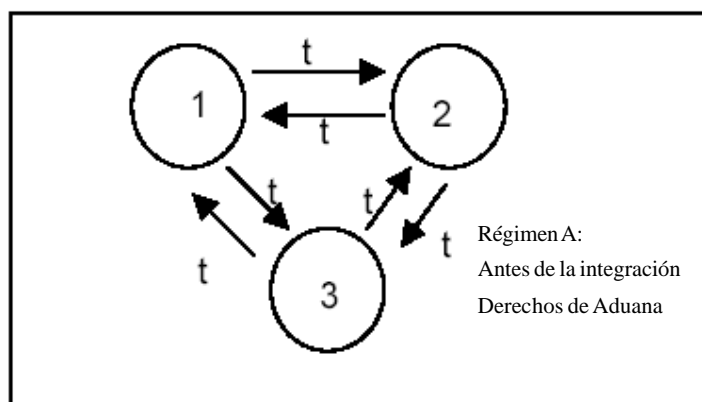 t
1
2
t
t
t
t
t
3
Régimen A:
Antes de la integración
Derechos de Aduana